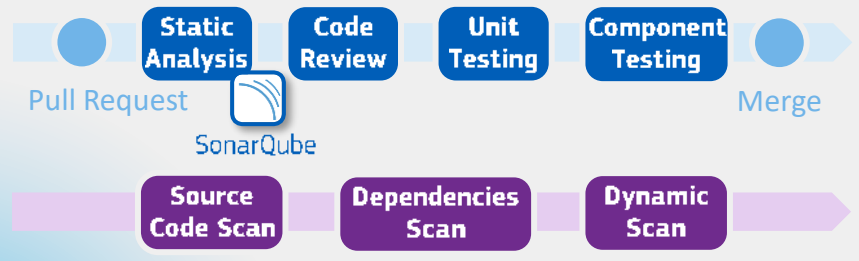 Static Analysis
Code Review
Unit Testing
Component Testing
Pull Request
Merge
SonarQube
Source Code Scan
Dependencies Scan
Dynamic Scan